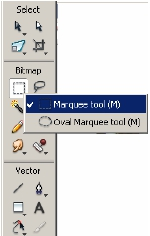 Select
Bitmap
Marquee tool (M)
Oval Marquee tool (M)
Vector
A